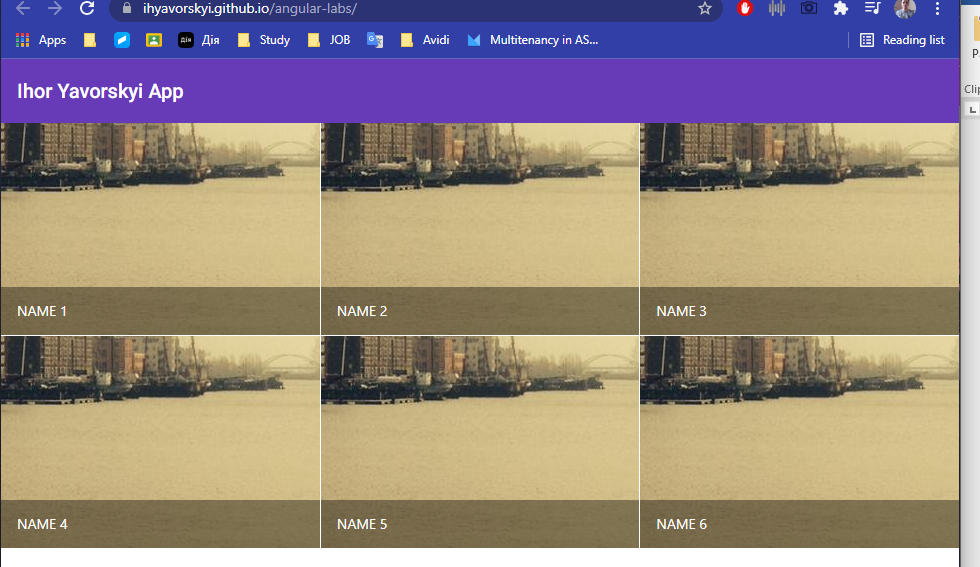 ihyavorskyi.github.io/angular-labs/
Apps Дія Study JOB Avidi Multitenancy in AS... Reading list
Ihor Yavorskyi App
NAME 1
NAME 2
NAME 3
NAME 4
NAME 5
NAME 6